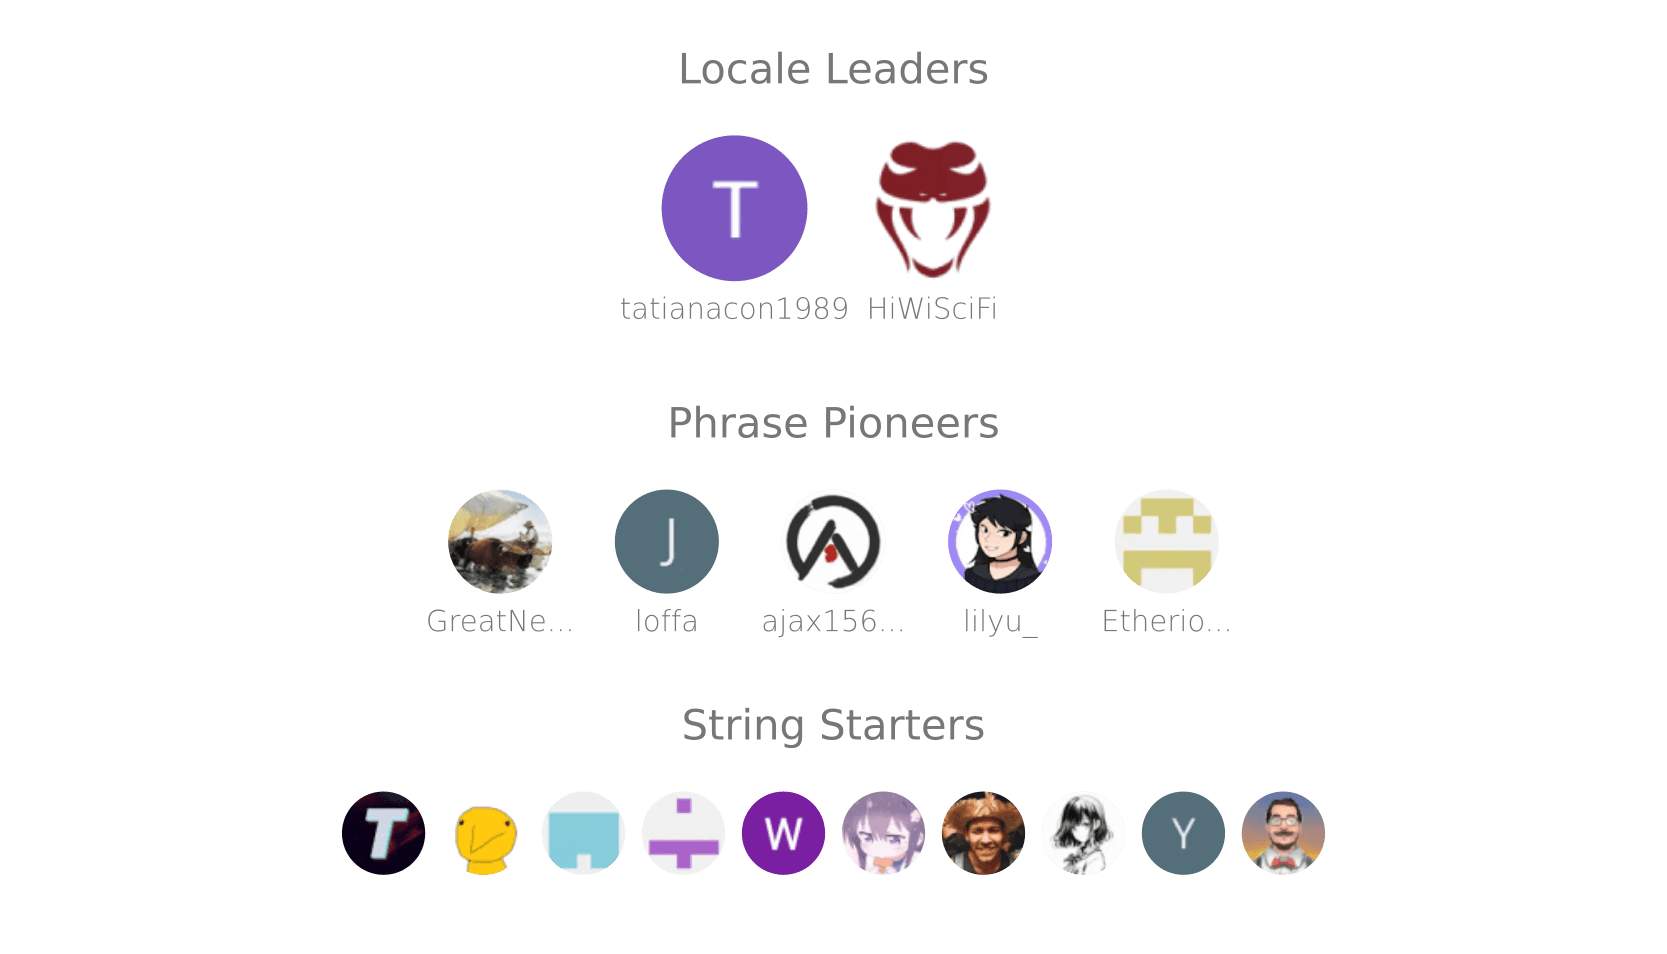 Locale Leaders
T
tatianacon1989 HiWiSciFi
Phrase Pioneers
J
GreatNe... loffa ajax156... lilyu_ Etherio...
String Starters
T W Y